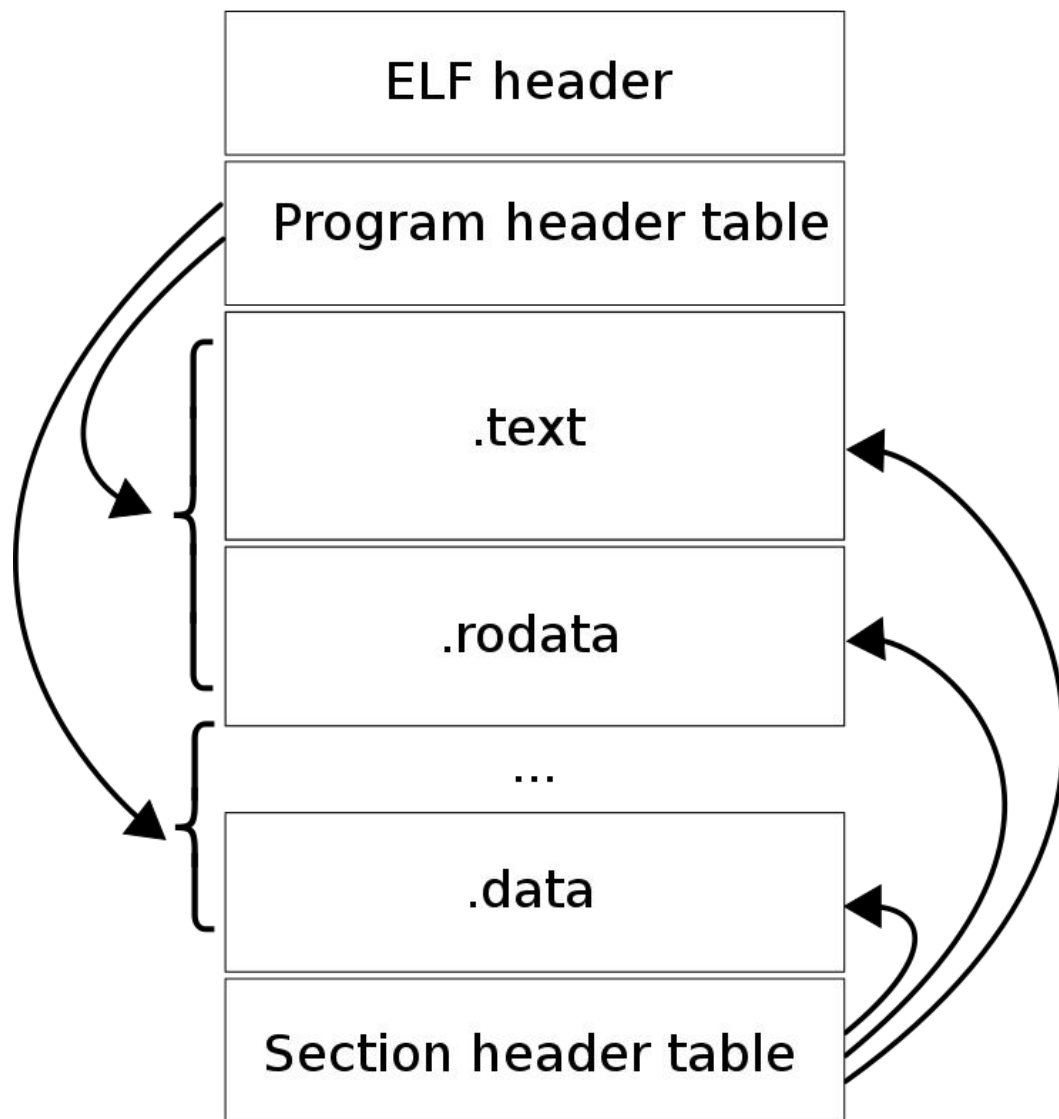 ELF header
Program header table
.text
.rodata
...
.data
Section header table